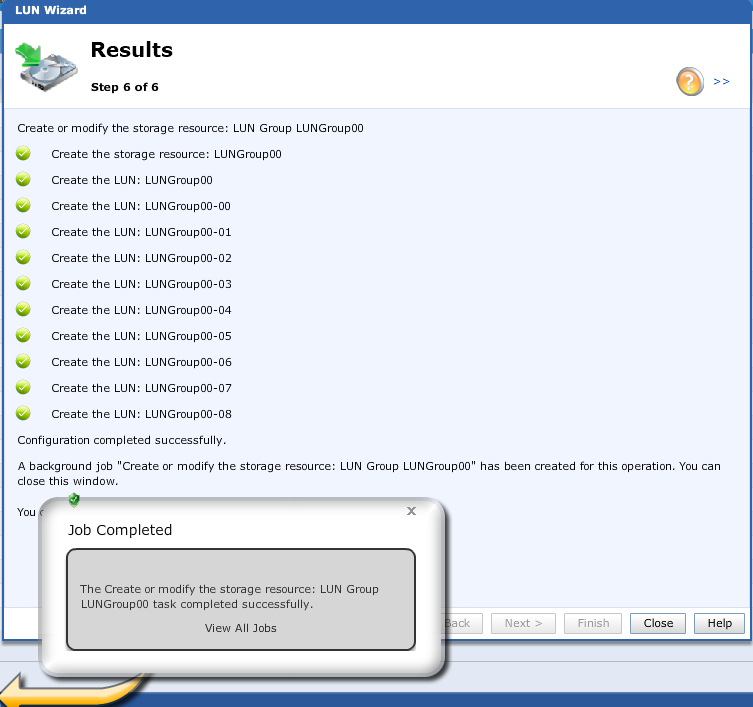 LUN Wizard
Results
Step 6 of 6
?
>>
Create or modify the storage resource: LUN Group LUNGroup00
Create the storage resource: LUNGroup00
Create the LUN: LUNGroup00
Create the LUN: LUNGroup00-00
Create the LUN: LUNGroup00-01
Create the LUN: LUNGroup00-02
Create the LUN: LUNGroup00-03
Create the LUN: LUNGroup00-04
Create the LUN: LUNGroup00-05
Create the LUN: LUNGroup00-06
Create the LUN: LUNGroup00-07
Create the LUN: LUNGroup00-08
Configuration completed successfully.
A background job "Create or modify the storage resource: LUN Group LUNGroup00" has been created for this operation. You can
close this window.
You
x
Job Completed
The Create or modify the storage resource: LUN Group
LUNGroup00 task completed successfully.
View All Jobs
Back Next > Finish Close Help